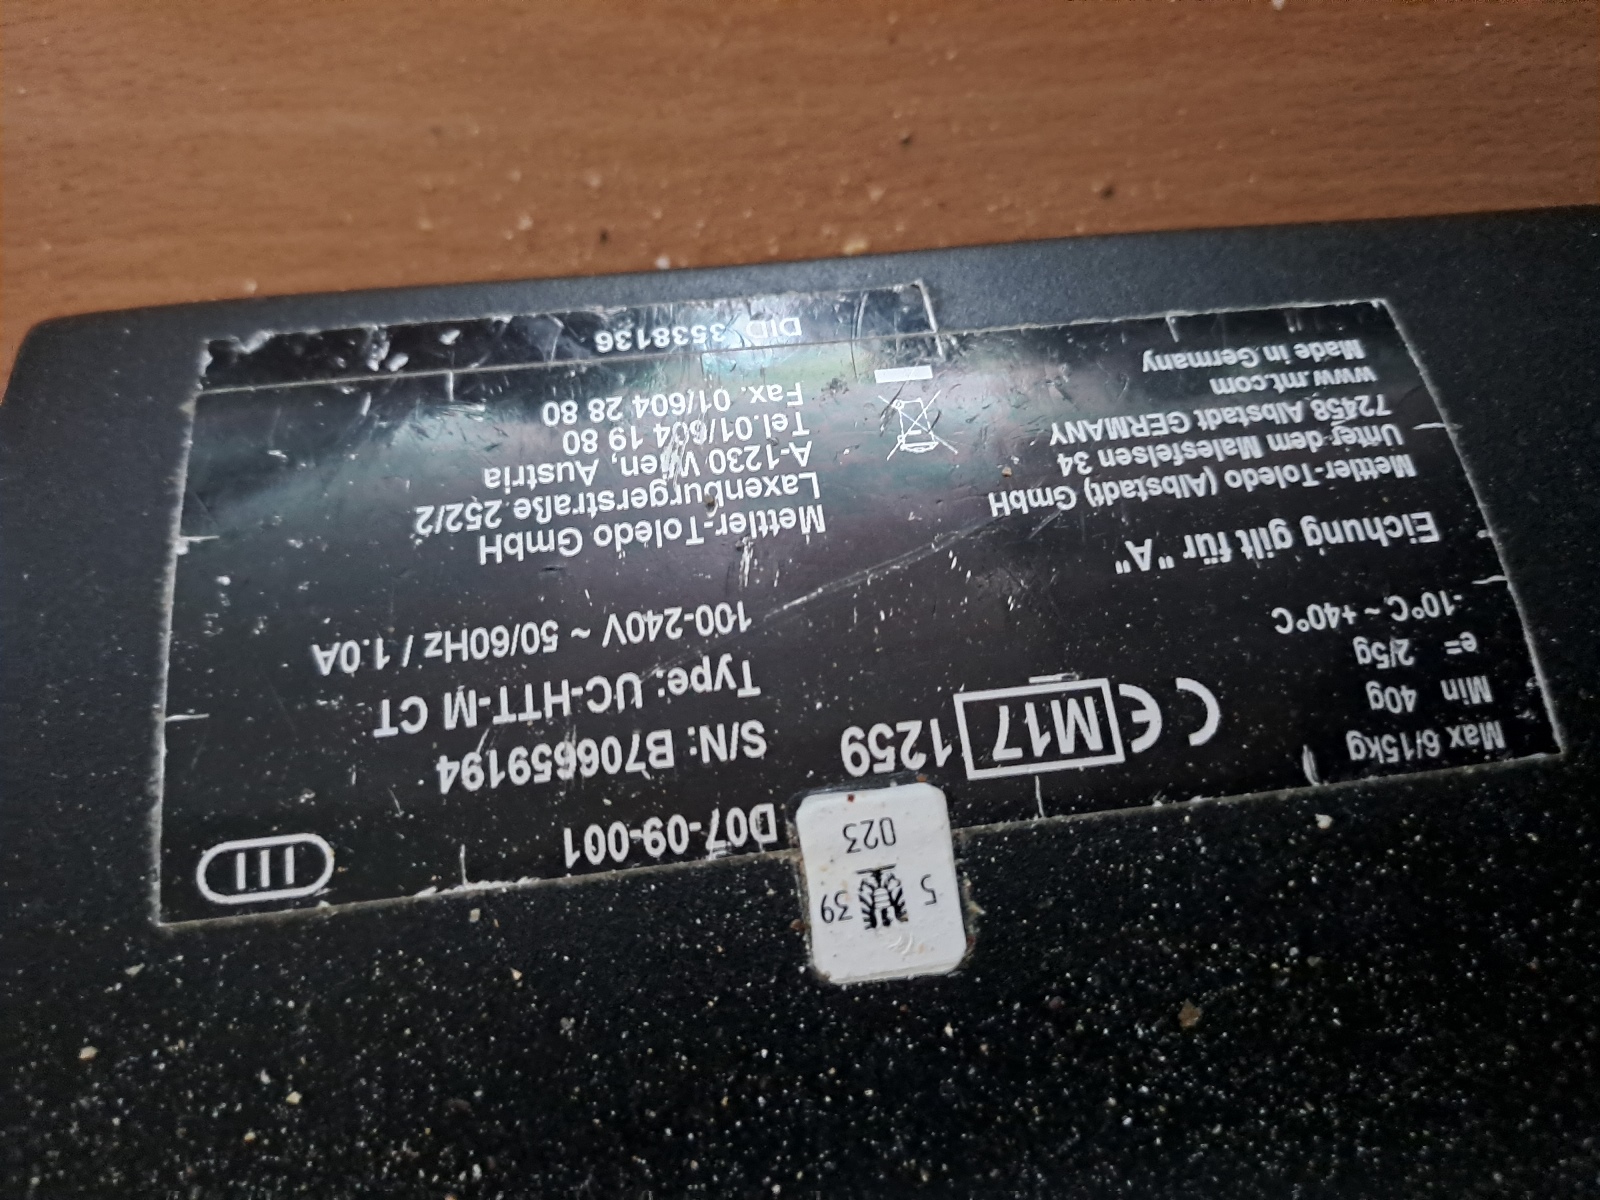 5 39
023
Max 6/15kg
Min 40g
e= 2/5g
-10°C ~ +40°C
CE M17 1259
D07-09-001
S/N: B706659194
Type: UC-HTT-M CT
100-240V ~ 50/60Hz / 1.0A
III
Eichung gilt für "A"
Mettler-Toledo (Albstadt) GmbH
Unter dem Malesfelsen 34
72458 Albstadt GERMANY
www.mt.com
Made in Germany
Mettler-Toledo GmbH
Laxenburgerstraße 252/2
A-1230 Wien, Austria
Tel.01/604 19 80
Fax. 01/604 28 80
DID 3538136